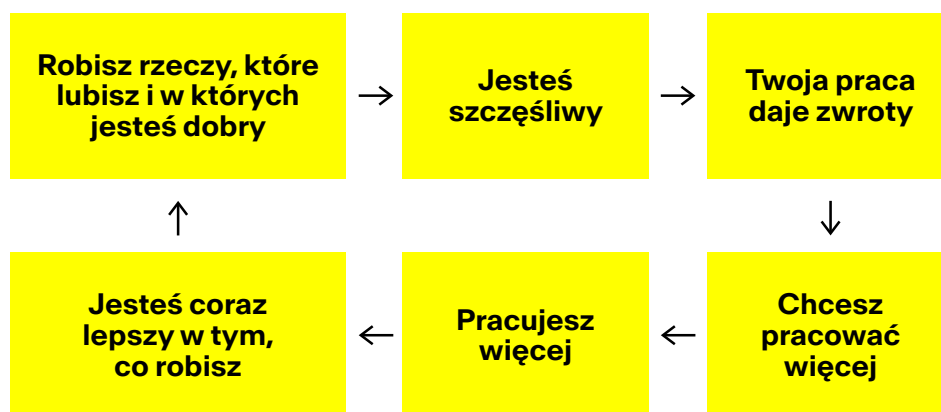 Robisz rzeczy, które
lubisz i w których
jesteś dobry
Jesteś
szczęśliwy
Twoja praca
daje zwroty
Chcesz
pracować
więcej
Pracujesz
więcej
Jesteś coraz
lepszy w tym,
co robisz